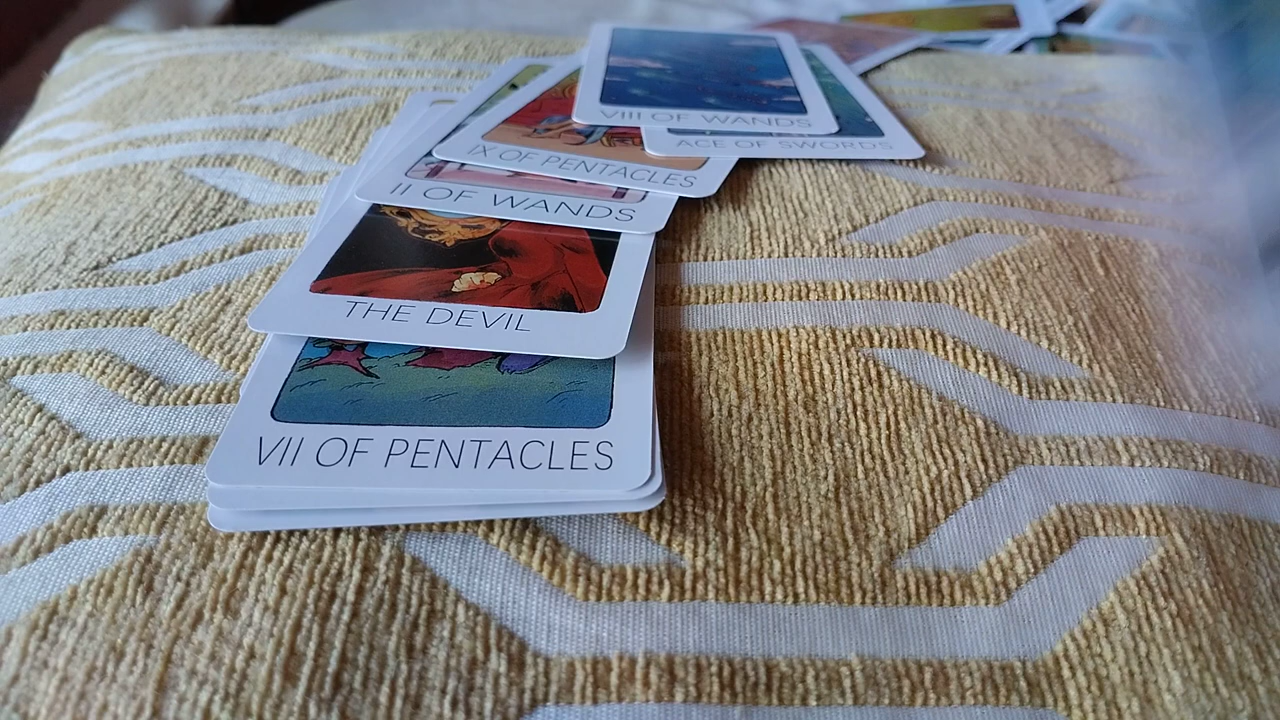 VIII OF WANDS
ACE OF SWORDS
IX OF PENTACLES
II OF WANDS
THE DEVIL
VII OF PENTACLES